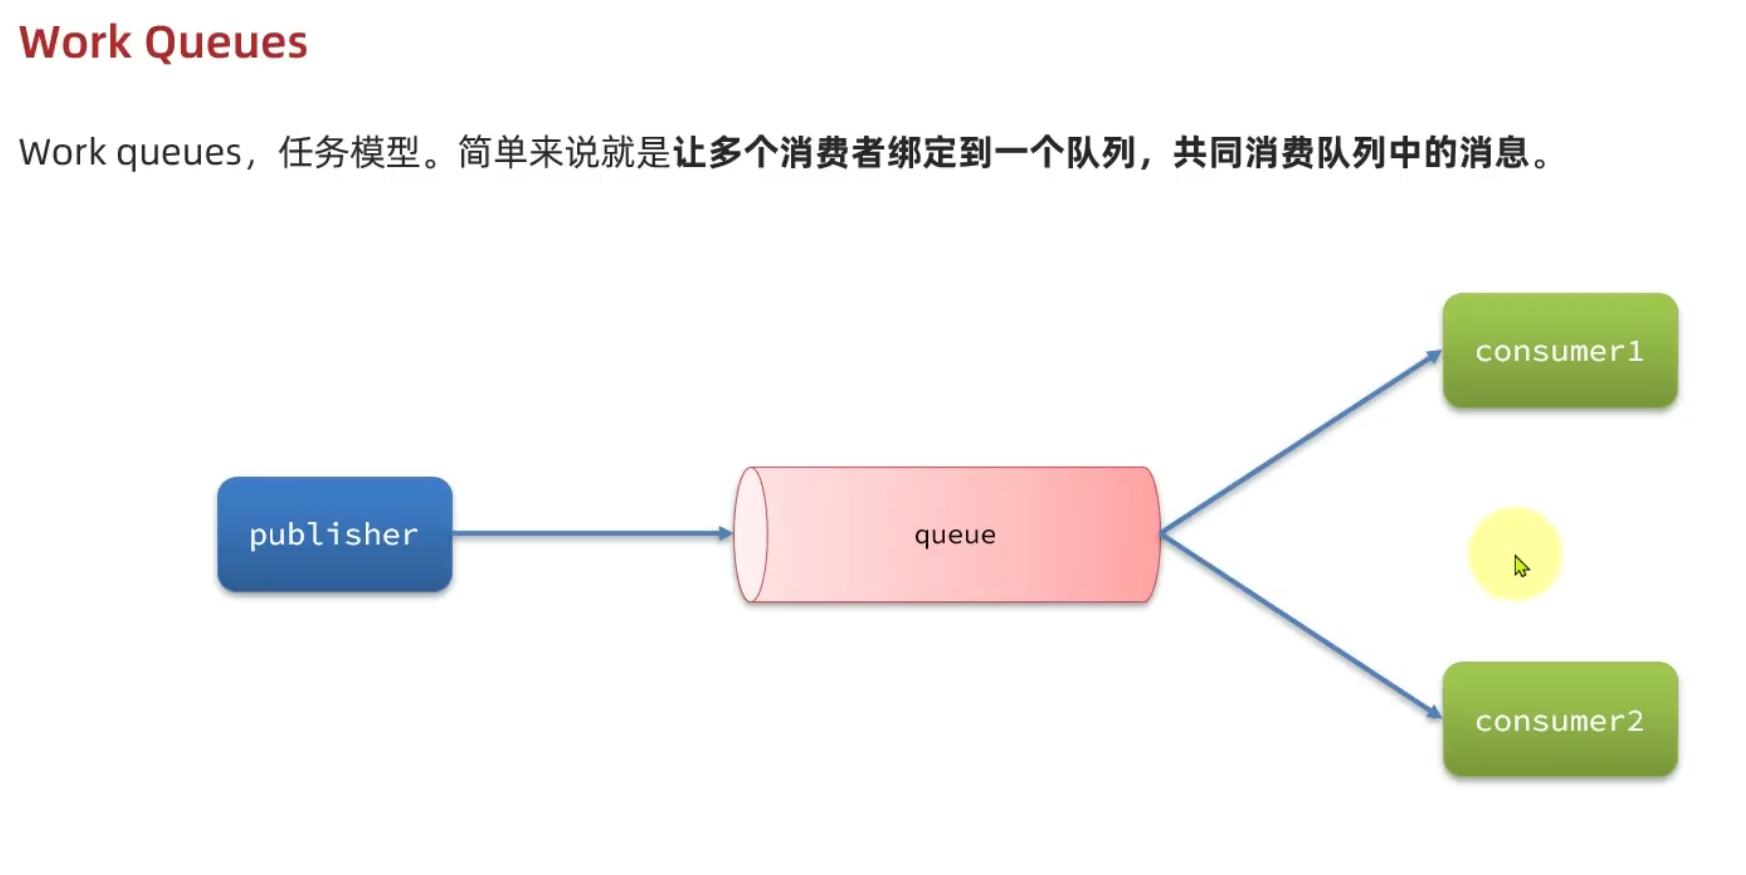 Work Queues
Work queues，任务模型。简单来说就是让多个消费者绑定到一个队列，共同消费队列中的消息。
consumer1
publisher
queue
consumer2